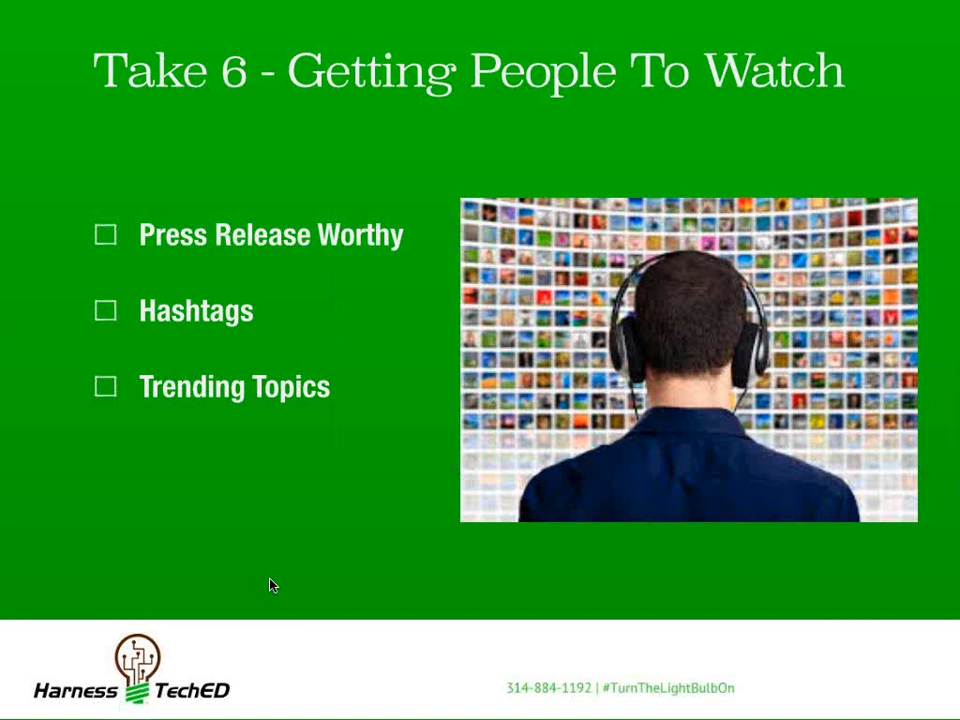 Take 6 - Getting People To Watch
Press Release Worthy
Hashtags
Trending Topics
Harness TechED
314-884-1192 | #TurnTheLightBulbOn